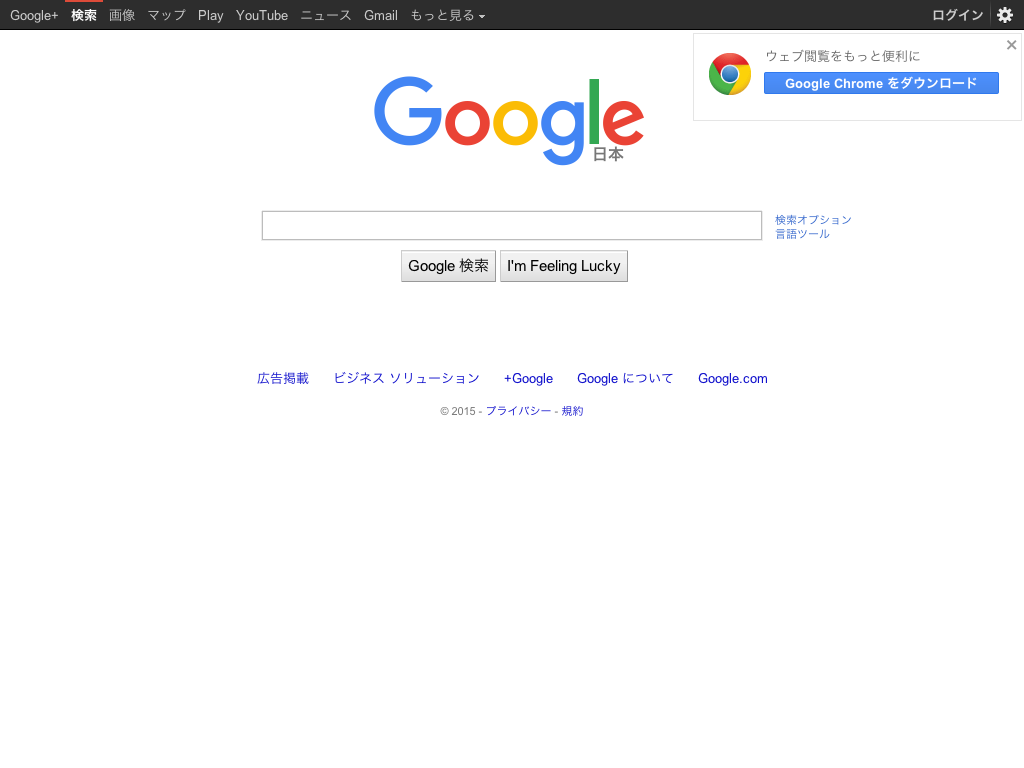 Google+ 検索 画像 マップ Play YouTube ニュース Gmail もっと見る ログイン
ウェブ閲覧をもっと便利に
Google Chrome をダウンロード
Google
日本
検索オプション
言語ツール
Google 検索 I'm Feeling Lucky
広告掲載 ビジネス ソリューション +Google Google について Google.com
© 2015 - プライバシー - 規約